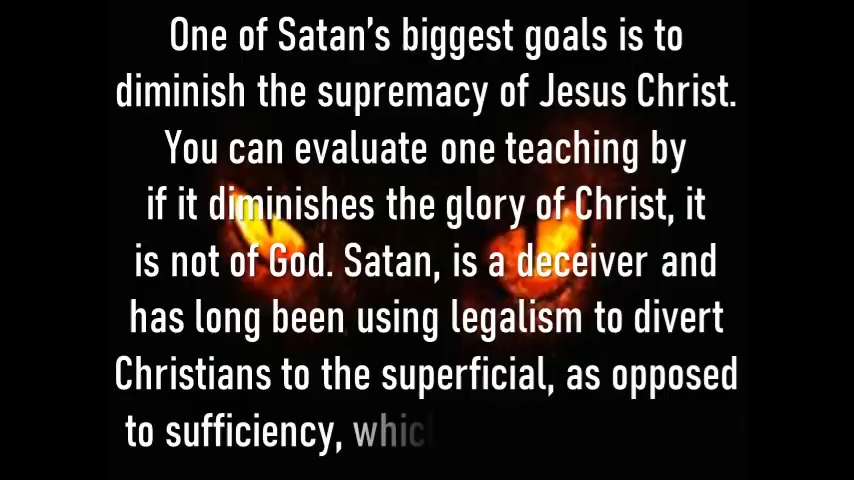 One of Satan's biggest goals is to
diminish the supremacy of Jesus Christ.
You can evaluate one teaching by
if it diminishes the glory of Christ, it
is not of God. Satan, is a deceiver and
has long been using legalism to divert
Christians to the superficial, as opposed
to sufficiency,